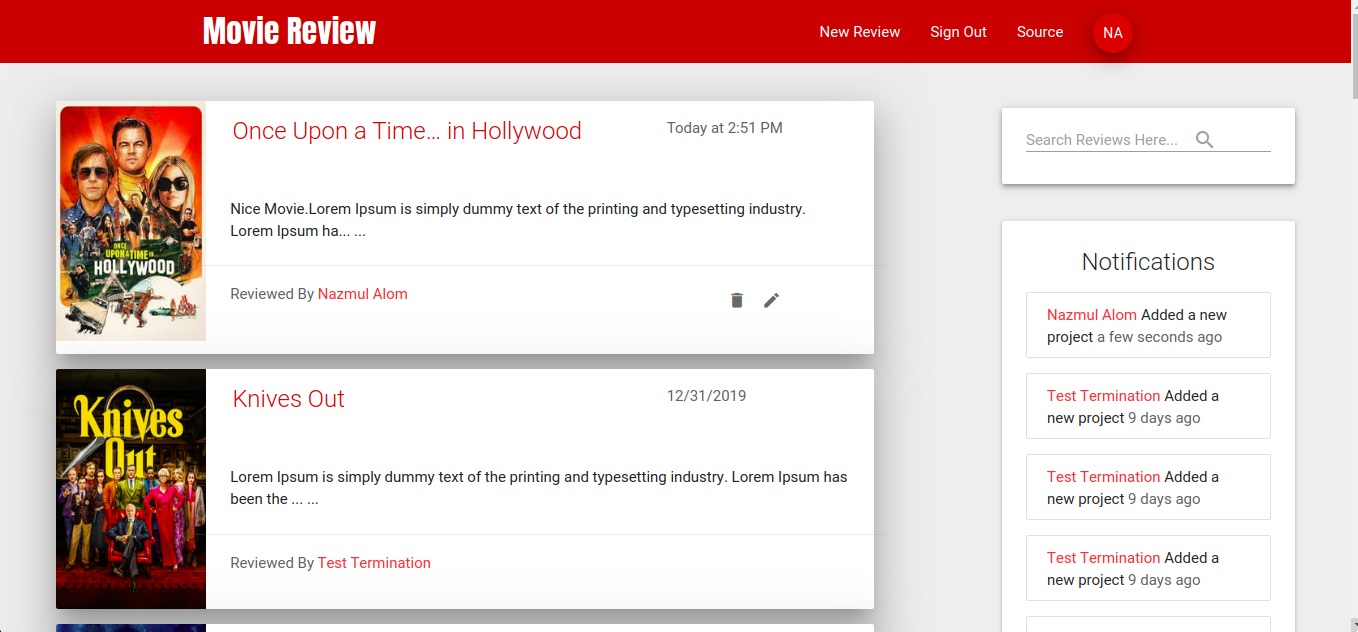 Movie Review
New Review
Sign Out
Source
NA
Once Upon a Time... in Hollywood
Today at 2:51 PM
Nice Movie.Lorem Ipsum is simply dummy text of the printing and typesetting industry.
Lorem Ipsum ha... ...
Reviewed By Nazmul Alom
ONCE
UPON A TIME IN...
HOLLYWOOD
Knives Out
12/31/2019
Lorem Ipsum is simply dummy text of the printing and typesetting industry. Lorem Ipsum has
been the ... ...
Reviewed By Test Termination
Knives
Out
Search Reviews Here...
Notifications
Nazmul Alom Added a new
project a few seconds ago
Test Termination Added a
new project 9 days ago
Test Termination Added a
new project 9 days ago
Test Termination Added a
new project 9 days ago